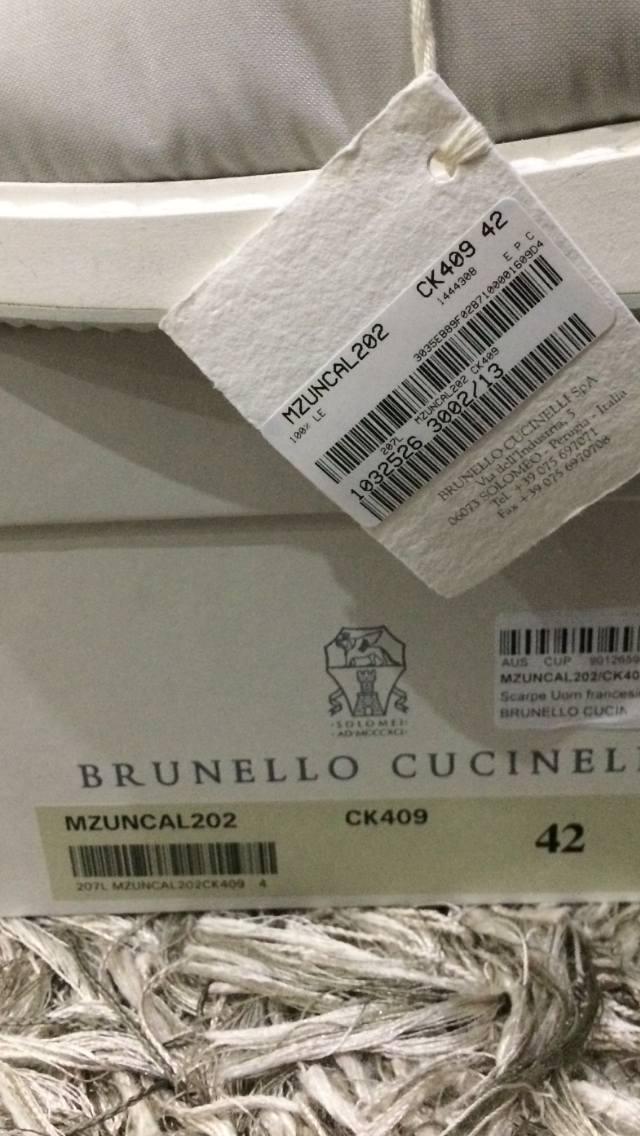 MZUNCAL202 CK409 42
100% LE 1444308 E P C
3035EB89F0287100001609D4
207L MZUNCAL202 CK409
1032526 3002/13
BRUNELLO CUCINELLI SpA
Via dell'Industria, 5
06073 SOLOMEO - Perugia - Italia
Tel. +39 075 697071
Fax +39 075 6970708
AUS CUP
MZUNCAL202/CK40
Scarpe Uom francesi
BRUNELLO CUCIN
·SOLOMEI·
·AD·MCCCXCI·
BRUNELLO CUCINELL
MZUNCAL202 CK409 42
207L MZUNCAL202CK409 4